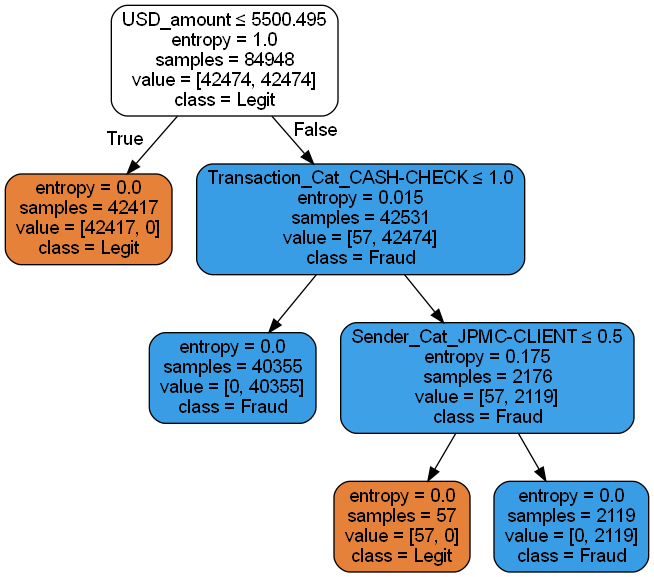 USD_amount ≤ 5500.495
entropy = 1.0
samples = 84948
value = [42474, 42474]
class = Legit
True
False
entropy = 0.0
samples = 42417
value = [42417, 0]
class = Legit
Transaction_Cat_CASH-CHECK ≤ 1.0
entropy = 0.015
samples = 42531
value = [57, 42474]
class = Fraud
entropy = 0.0
samples = 40355
value = [0, 40355]
class = Fraud
Sender_Cat_JPMC-CLIENT ≤ 0.5
entropy = 0.175
samples = 2176
value = [57, 2119]
class = Fraud
entropy = 0.0
samples = 57
value = [57, 0]
class = Legit
entropy = 0.0
samples = 2119
value = [0, 2119]
class = Fraud